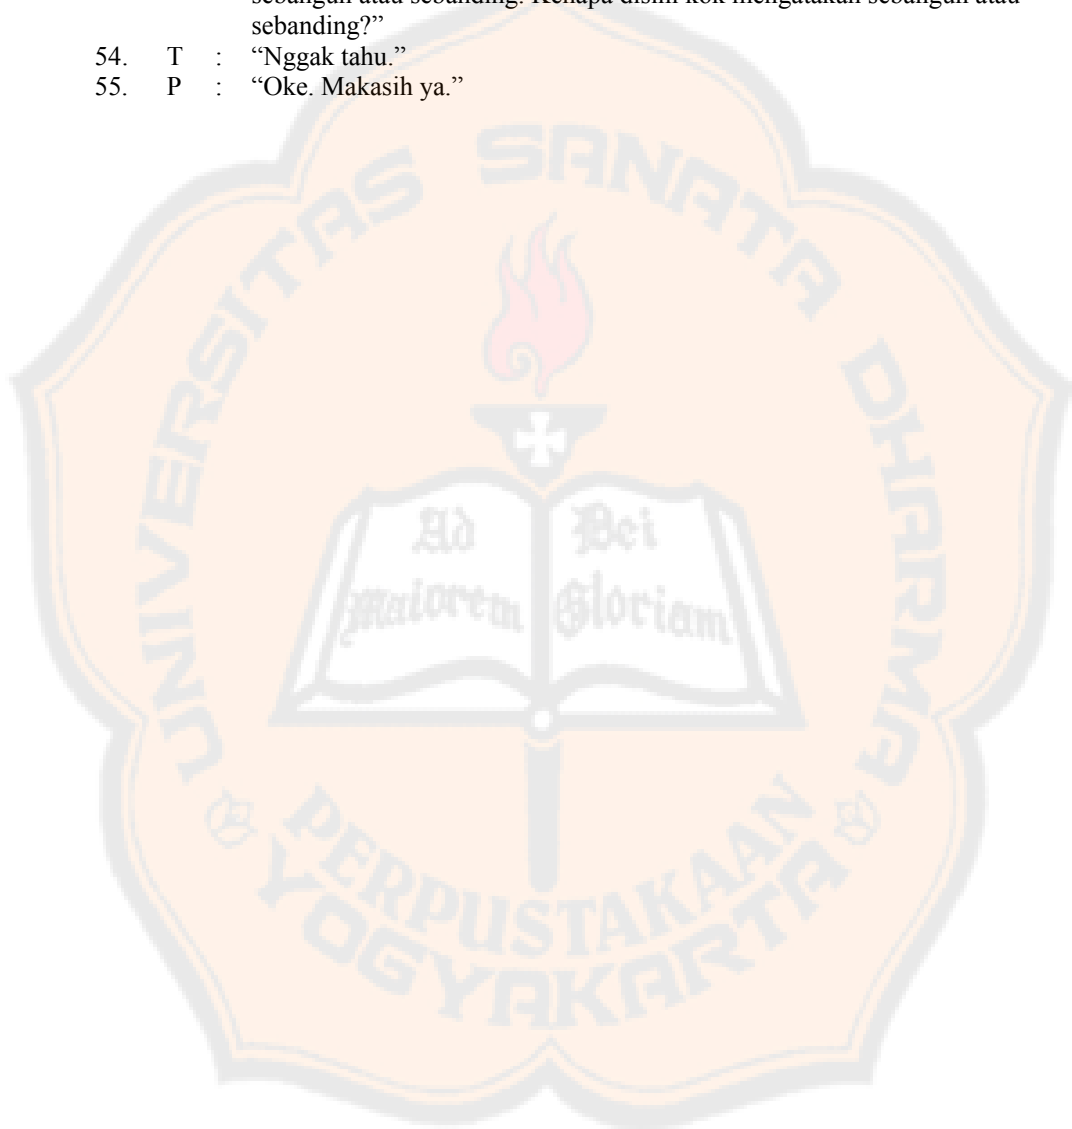 sebangun atau sebanding. Kenapa disini kok mengatakan sebangun atau
sebanding?”
54. T : “Nggak tahu.”
55. P : “Oke. Makasih ya.”
UNIVERSITAS SANATA DHARMA
Ad Maiorem
Dei Gloriam
PERPUSTAKAAN
YOGYAKARTA